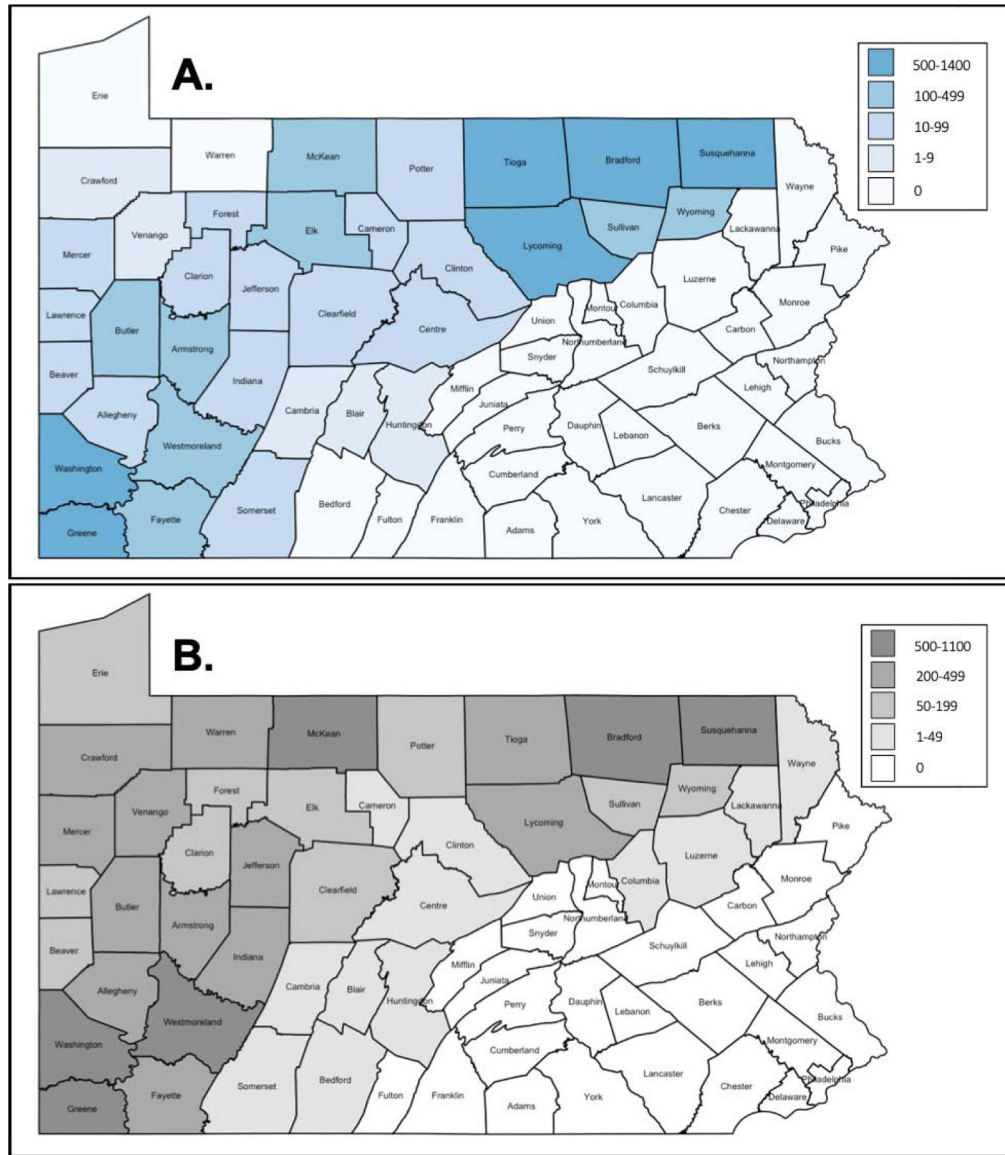 A.
500-1400
100-499
10-99
1-9
0
Erie
Crawford
Warren
McKean
Potter
Tioga
Bradford
Susquehanna
Wayne
Forest
Venango
Elk
Cameron
Sullivan
Wyoming
Lackawanna
Pike
Mercer
Clarion
Jefferson
Clinton
Lycoming
Luzerne
Lawrence
Butler
Armstrong
Clearfield
Centre
Union
Montou
Columbia
Monroe
Carbon
Beaver
Indiana
Snyder
Northumberland
Northampton
Allegheny
Cambria
Blair
Huntingdon
Mifflin
Juniata
Schuylkill
Lehigh
Westmoreland
Perry
Dauphin
Lebanon
Berks
Bucks
Washington
Cumberland
Montgomery
Greene
Fayette
Somerset
Bedford
Fulton
Franklin
Adams
York
Lancaster
Chester
Delaware
Philadelphia
B.
500-1100
200-499
50-199
1-49
0
Erie
Crawford
Warren
McKean
Potter
Tioga
Bradford
Susquehanna
Wayne
Forest
Venango
Elk
Cameron
Sullivan
Wyoming
Lackawanna
Pike
Mercer
Clarion
Jefferson
Clinton
Lycoming
Luzerne
Lawrence
Butler
Armstrong
Clearfield
Centre
Union
Montou
Columbia
Monroe
Carbon
Beaver
Indiana
Snyder
Northumberland
Northampton
Allegheny
Cambria
Blair
Huntingdon
Mifflin
Juniata
Schuylkill
Lehigh
Westmoreland
Perry
Dauphin
Lebanon
Berks
Bucks
Washington
Cumberland
Montgomery
Greene
Fayette
Somerset
Bedford
Fulton
Franklin
Adams
York
Lancaster
Chester
Delaware
Philadelphia